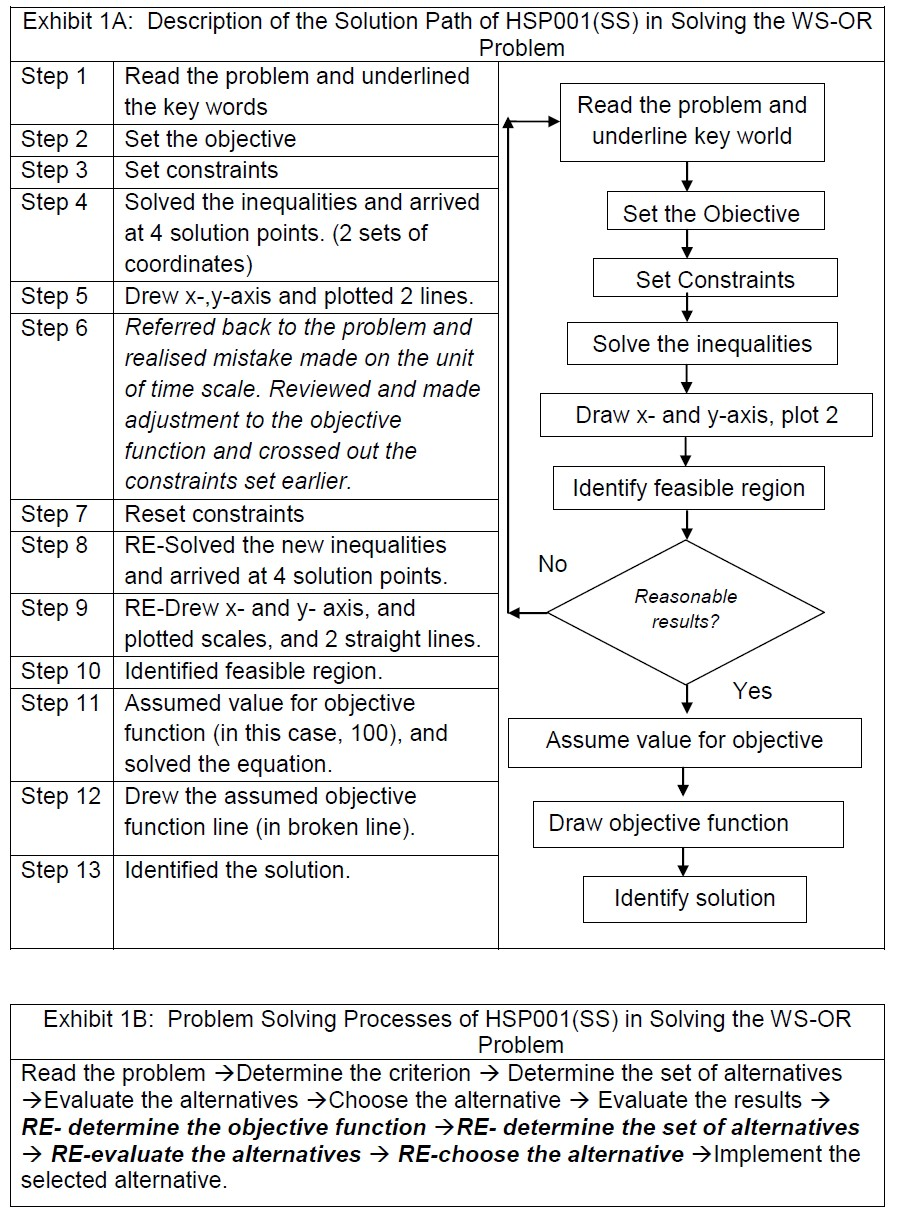 Exhibit 1A:  Description of the Solution Path of HSP001(SS) in Solving the WS-OR
Problem
Step 1
Read the problem and underlined
the key words
Step 2
Set the objective
Step 3
Set constraints
Step 4
Solved the inequalities and arrived
at 4 solution points. (2 sets of
coordinates)
Step 5
Drew x-,y-axis and plotted 2 lines.
Step 6
Referred back to the problem and
realised mistake made on the unit
of time scale. Reviewed and made
adjustment to the objective
function and crossed out the
constraints set earlier.
Step 7
Reset constraints
Step 8
RE-Solved the new inequalities
and arrived at 4 solution points.
Step 9
RE-Drew x- and y- axis, and
plotted scales, and 2 straight lines.
Step 10
Identified feasible region.
Step 11
Assumed value for objective
function (in this case, 100), and
solved the equation.
Step 12
Drew the assumed objective
function line (in broken line).
Step 13
Identified the solution.
Read the problem and
underline key world
Set the Obiective
Set Constraints
Solve the inequalities
Draw x- and y-axis, plot 2
Identify feasible region
No
Reasonable
results?
Yes
Assume value for objective
Draw objective function
Identify solution
Exhibit 1B:  Problem Solving Processes of HSP001(SS) in Solving the WS-OR
Problem
Read the problem →Determine the criterion → Determine the set of alternatives
→Evaluate the alternatives →Choose the alternative → Evaluate the results →
RE- determine the objective function →RE- determine the set of alternatives
→ RE-evaluate the alternatives → RE-choose the alternative →Implement the
selected alternative.